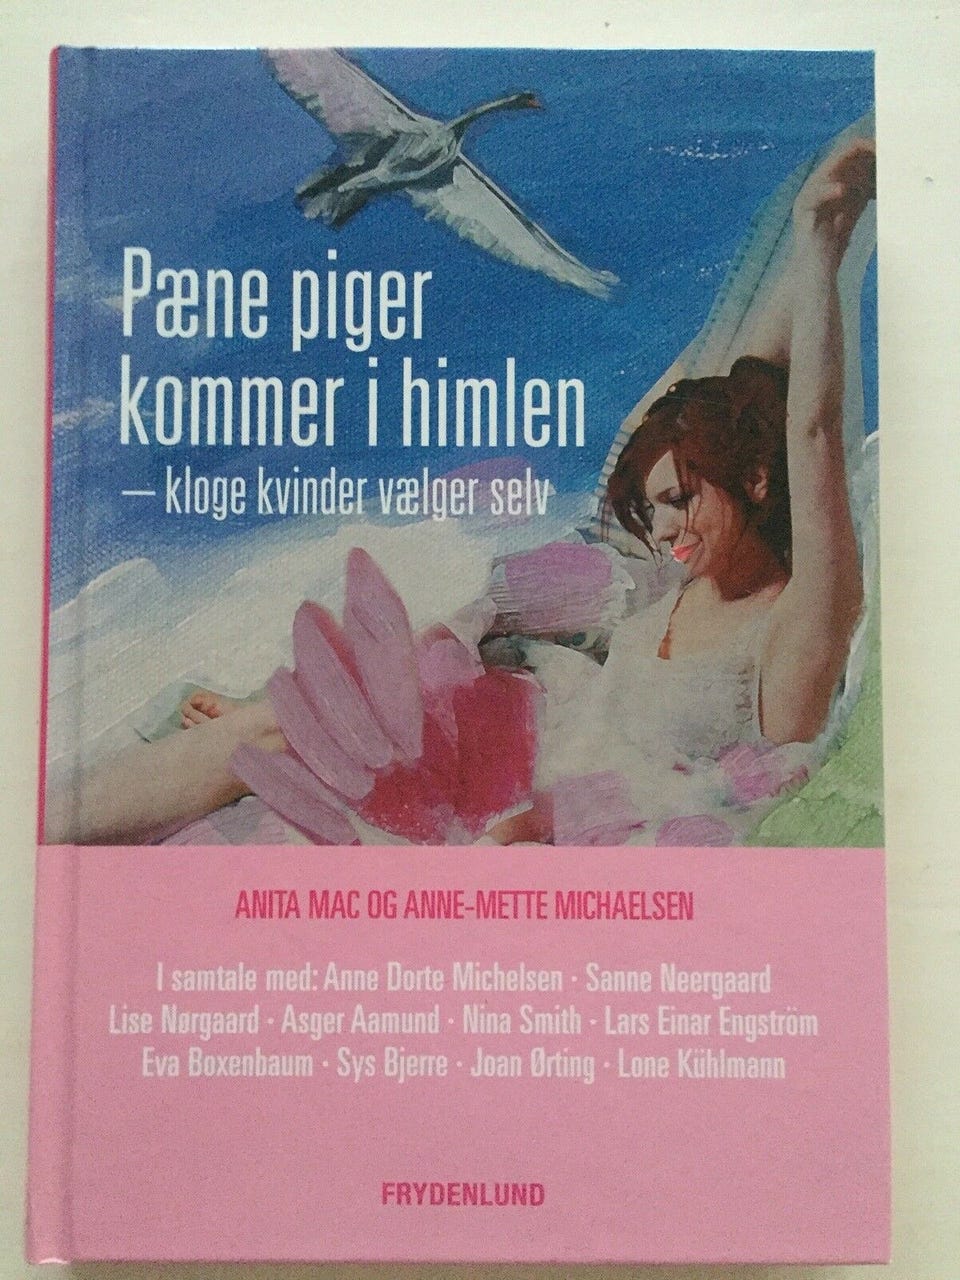 Pæne piger
kommer i himlen
– kloge kvinder vælger selv
ANITA MAC OG ANNE-METTE MICHAELSEN
I samtale med: Anne Dorte Michelsen · Sanne Neergaard
Lise Nørgaard · Asger Aamund · Nina Smith · Lars Einar Engström
Eva Boxenbaum · Sys Bjerre · Joan Ørting · Lone Kühlmann
FRYDENLUND